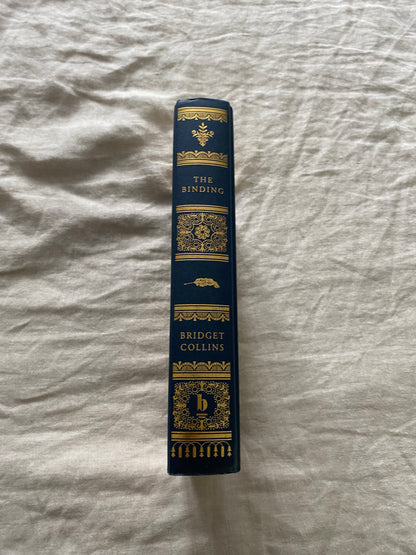 THE
BINDING
BRIDGET
COLLINS
b